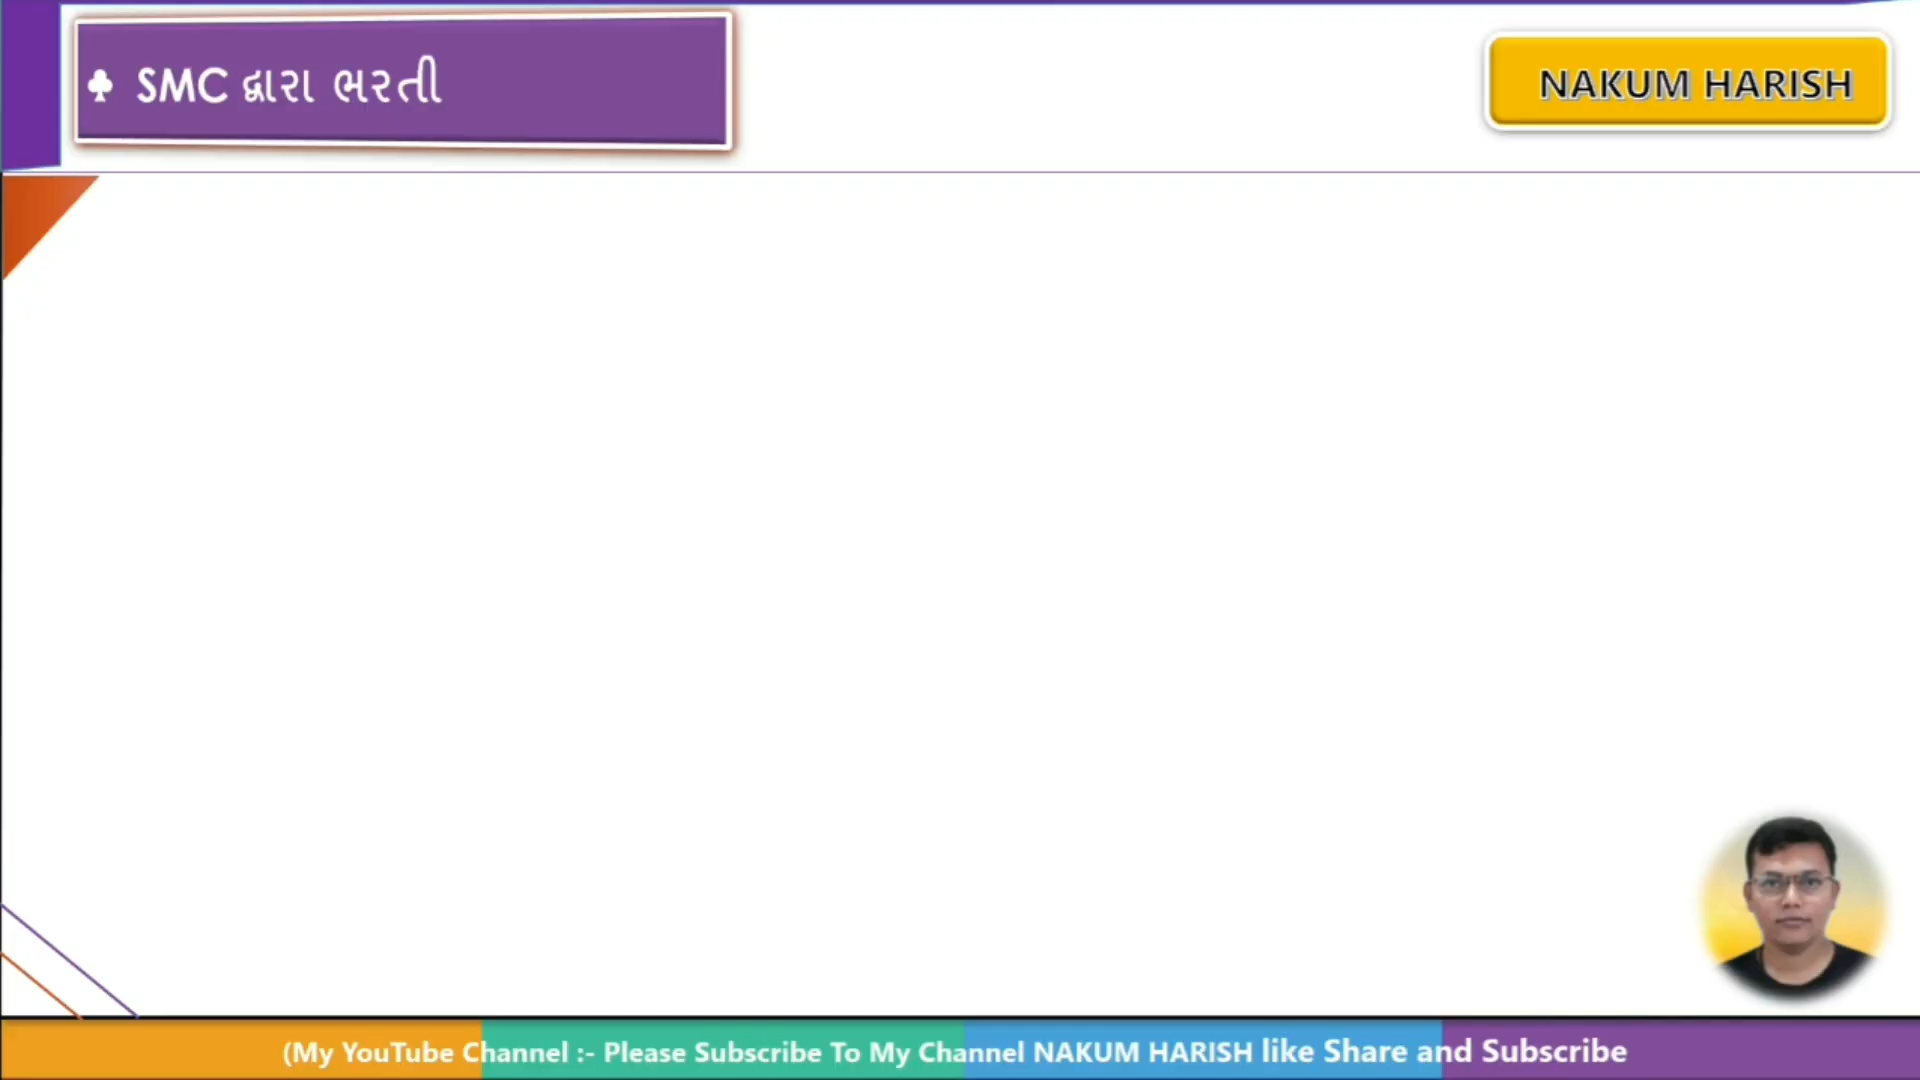 ♣ SMC દ્વારા ભરતી
NAKUM HARISH
(My YouTube Channel :- Please Subscribe To My Channel NAKUM HARISH like Share and Subscribe